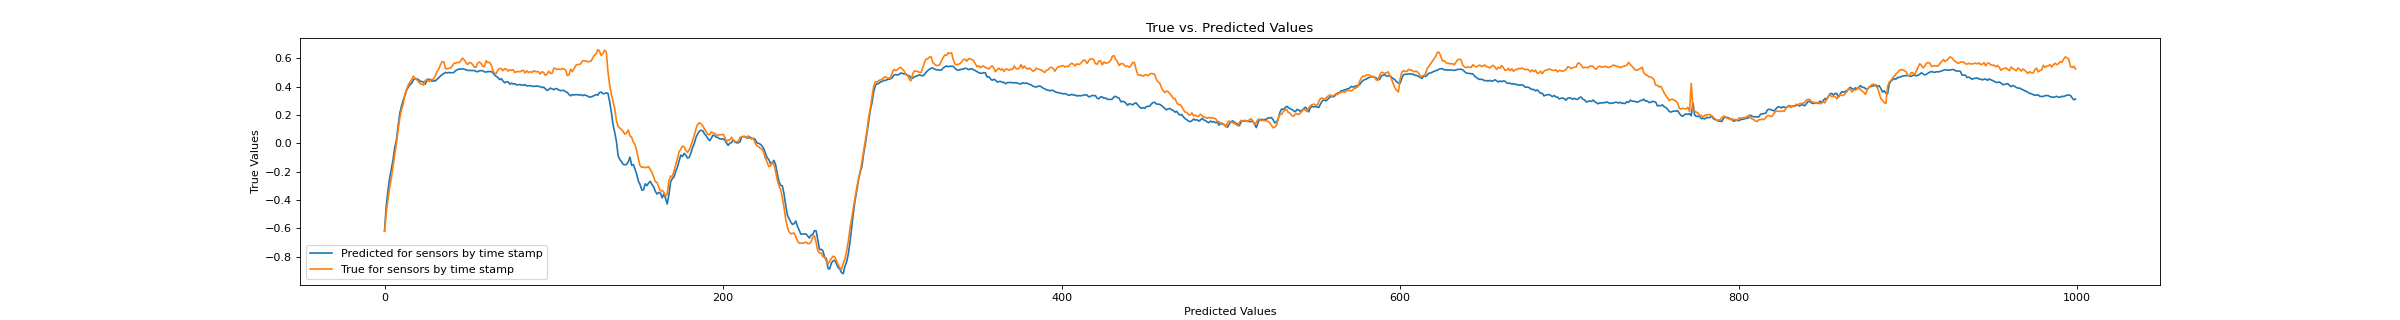 True vs. Predicted Values
True Values
0.6
0.4
0.2
0.0
−0.2
−0.4
−0.6
−0.8
Predicted for sensors by time stamp
True for sensors by time stamp
0 200 400 600 800 1000
Predicted Values